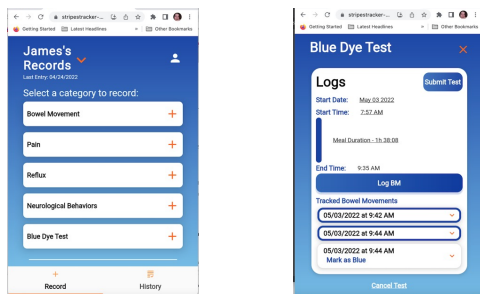 stripestracker-...
Getting Started Latest Headlines » Other Bookmarks
James's
Records
Last Entry: 04/24/2022
Select a category to record:
Bowel Movement
Pain
Reflux
Neurological Behaviors
Blue Dye Test
Record History
stripestracker-...
Getting Started Latest Headlines » Other Bookmarks
Blue Dye Test
Logs
Submit Test
Start Date: May 03 2022
Start Time: 7:57 AM
Meal Duration - 1h 38:08
End Time: 9:35 AM
Log BM
Tracked Bowel Movements
05/03/2022 at 9:42 AM
05/03/2022 at 9:44 AM
05/03/2022 at 9:44 AM
Mark as Blue
Cancel Test